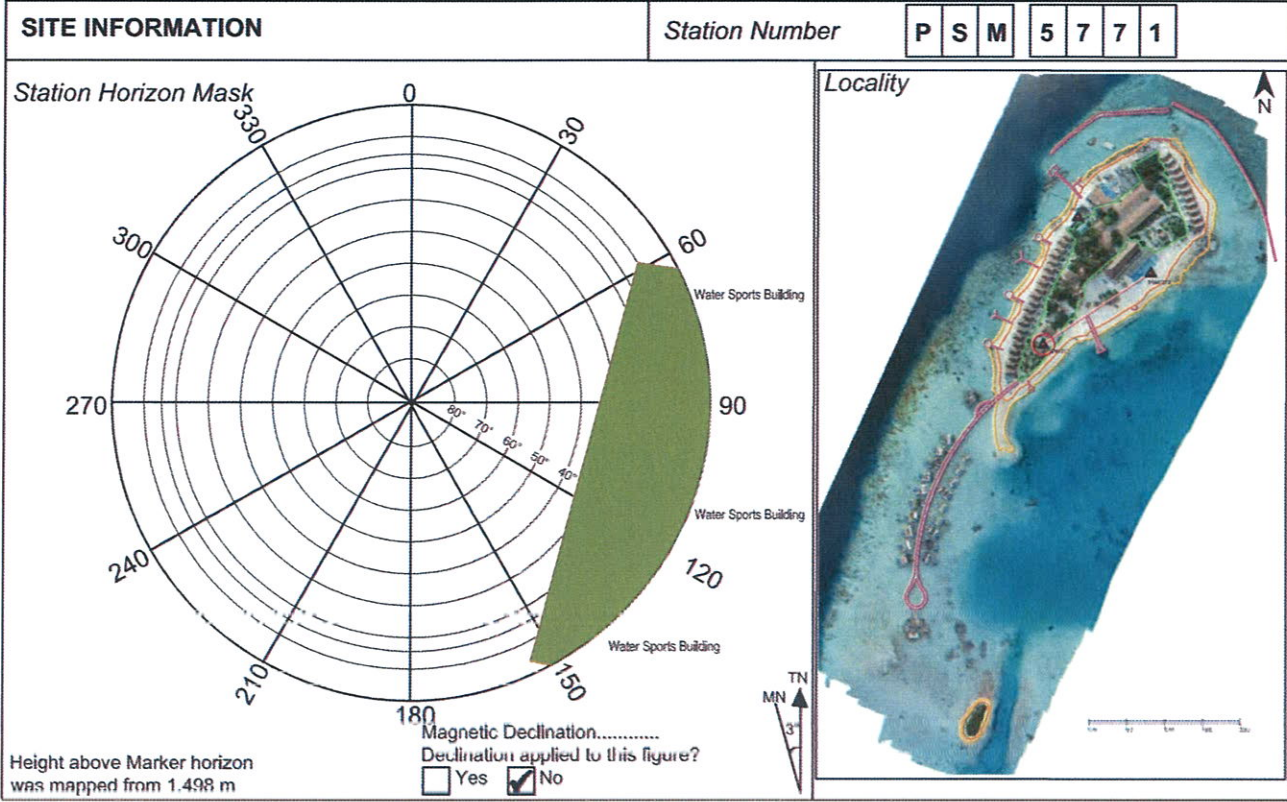 SITE INFORMATION
Station Number
P S M 5 7 7 1
Station Horizon Mask
0
30
60
90
120
150
180
210
240
270
300
330
80°
70°
60°
50°
40°
Water Sports Building
Water Sports Building
Water Sports Building
Magnetic Declination............
Declination applied to this figure?
Yes
No
TN
MN
3°
Height above Marker horizon
was mapped from 1.498 m
Locality
N